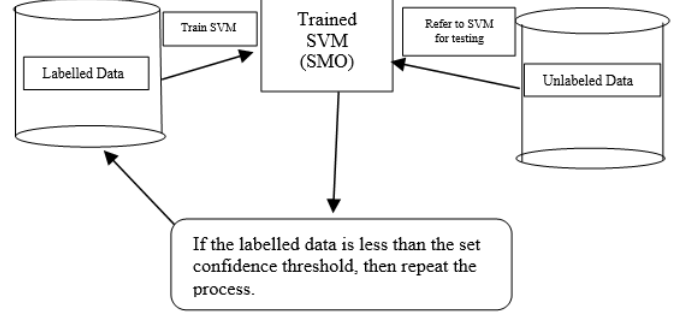 Train SVM
Trained
SVM
(SMO)
Refer to SVM
for testing
Labelled Data
Unlabeled Data
If the labelled data is less than the set
confidence threshold, then repeat the
process.